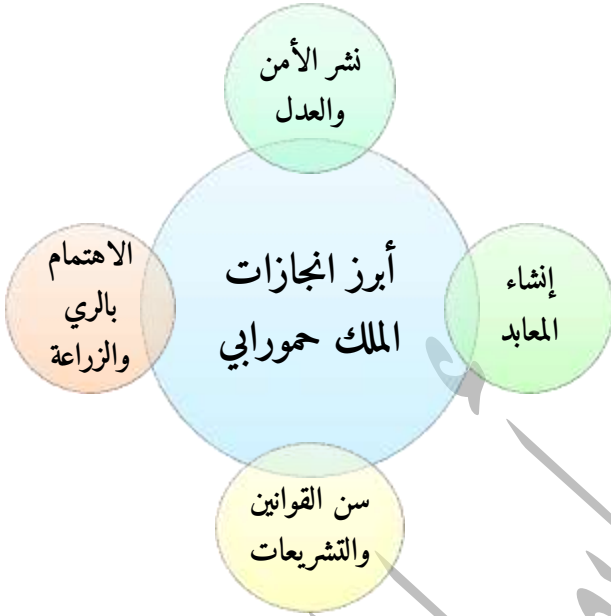 نشر الأمن
والعدل
أبرز انجازات
الملك حمورابي
إنشاء
المعابد
سن القوانين
والتشريعات
الاهتمام
بالري
والزراعة